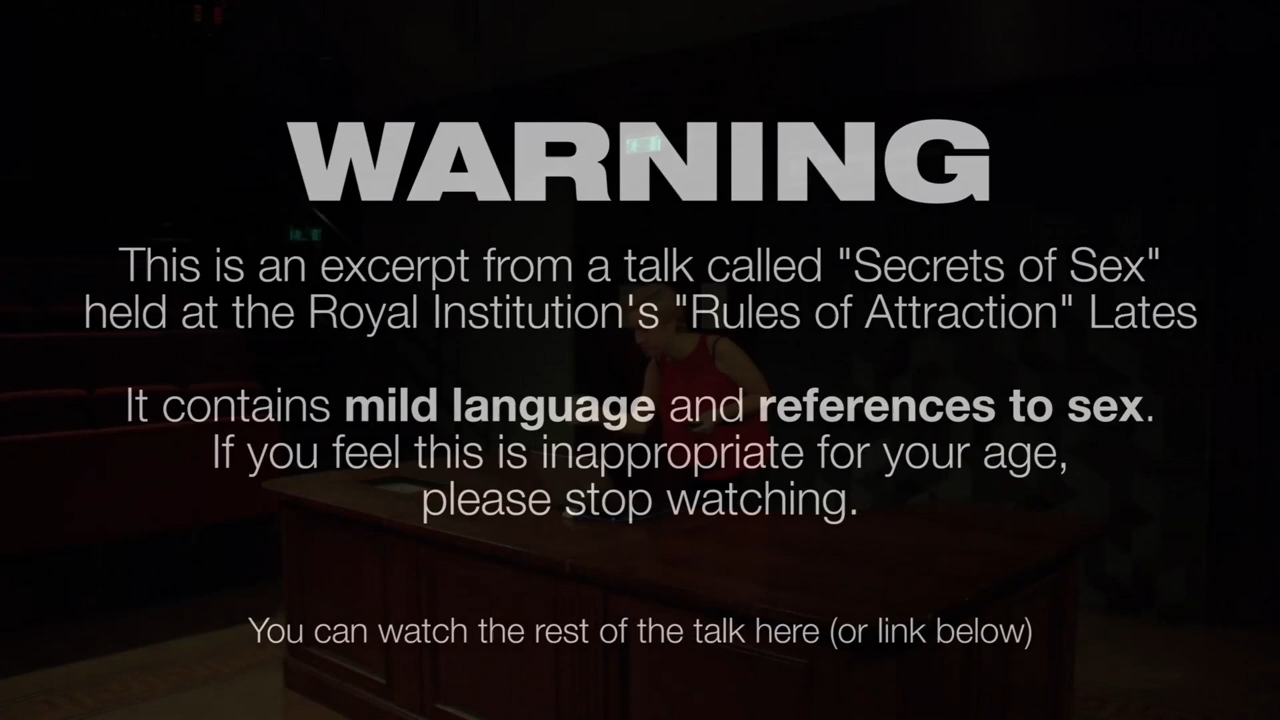 WARNING
This is an excerpt from a talk called "Secrets of Sex"
held at the Royal Institution's "Rules of Attraction" Lates
It contains mild language and references to sex.
If you feel this is inappropriate for your age,
please stop watching.
You can watch the rest of the talk here (or link below)